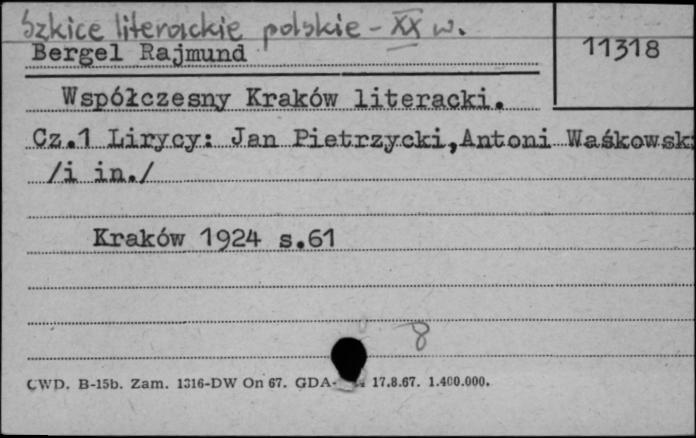 Szkice literackie polskie - XX w.
Bergel Rajmund
11318
Współczesny Kraków literacki.
Cz.1 Lirycy: Jan Pietrzycki,Antoni Waśkowsk
/i in./
Kraków 1924 s.61
8
CWD. B-15b. Zam. 1316-DW On 67. GDA- 17.8.67. 1.400.000.